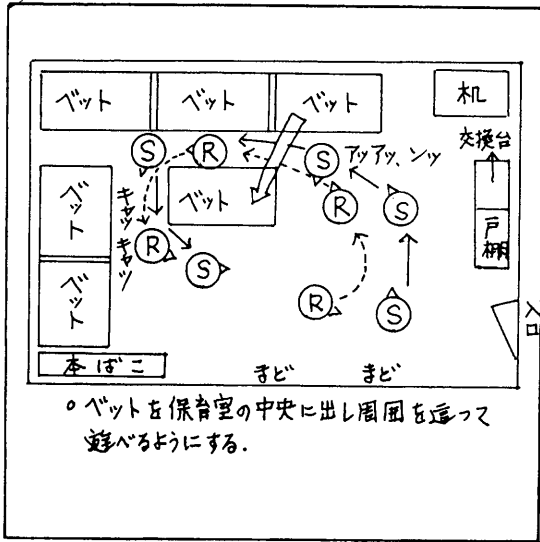 ベット
ベット
ベット
机
交換台
戸棚
S
R
S
アッアッ、ンッ
ベット
R
S
ベット
キャッキャッ
R
S
R
S
ベット
入口
本ばこ
まど
まど
○ベットを保育室の中央に出し周囲を這って
遊べるようにする.